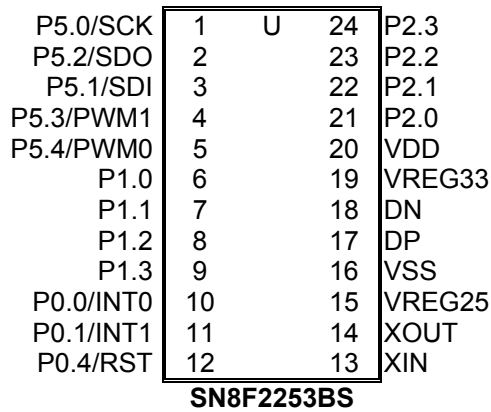 P5.0/SCK 1 U 24 P2.3
P5.2/SDO 2 23 P2.2
P5.1/SDI 3 22 P2.1
P5.3/PWM1 4 21 P2.0
P5.4/PWM0 5 20 VDD
P1.0 6 19 VREG33
P1.1 7 18 DN
P1.2 8 17 DP
P1.3 9 16 VSS
P0.0/INT0 10 15 VREG25
P0.1/INT1 11 14 XOUT
P0.4/RST 12 13 XIN
SN8F2253BS